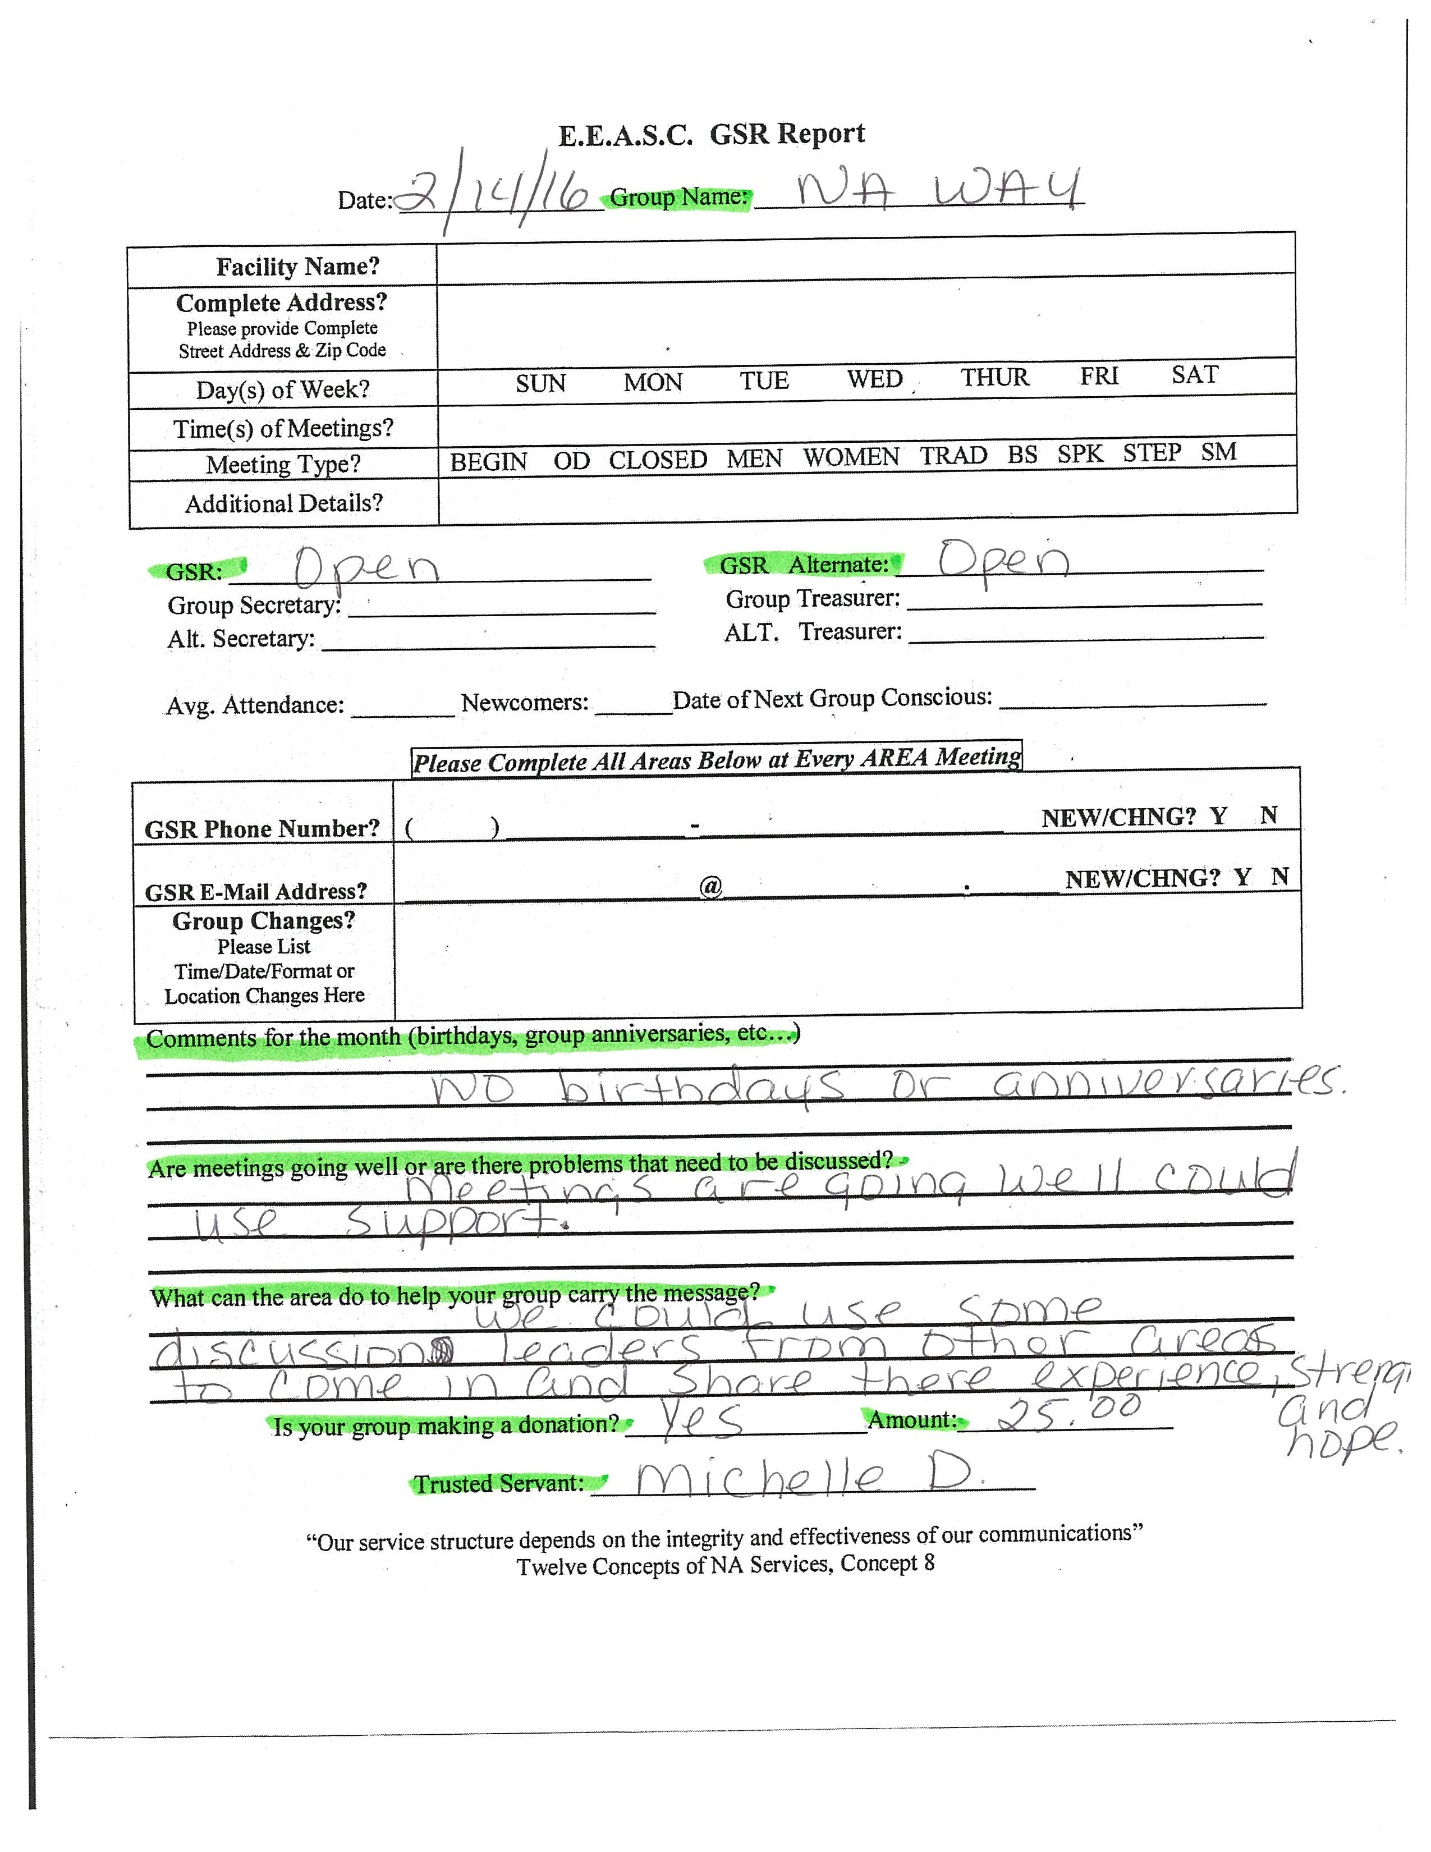 E.E.A.S.C. GSR Report
Date: 2/14/16 Group Name: NA WAY
Facility Name?
Complete Address?
Please provide Complete
Street Address & Zip Code
Day(s) of Week? SUN MON TUE WED THUR FRI SAT
Time(s) of Meetings?
Meeting Type? BEGIN OD CLOSED MEN WOMEN TRAD BS SPK STEP SM
Additional Details?
GSR: Open GSR Alternate: Open
Group Secretary: Group Treasurer:
Alt. Secretary: ALT. Treasurer:
Avg. Attendance: Newcomers: Date of Next Group Conscious:
Please Complete All Areas Below at Every AREA Meeting
GSR Phone Number? ( ) - NEW/CHNG? Y N
GSR E-Mail Address? @ . NEW/CHNG? Y N
Group Changes?
Please List
Time/Date/Format or
Location Changes Here
Comments for the month (birthdays, group anniversaries, etc...)
NO birthdays or anniversaries.
Are meetings going well or are there problems that need to be discussed?
Meetings are going well could
use support.
What can the area do to help your group carry the message?
We could use some
discussion leaders from other areas
to come in and share there experience, streng
and
hope.
Is your group making a donation? yes Amount: 25.00
Trusted Servant: Michelle D.
“Our service structure depends on the integrity and effectiveness of our communications”
Twelve Concepts of NA Services, Concept 8